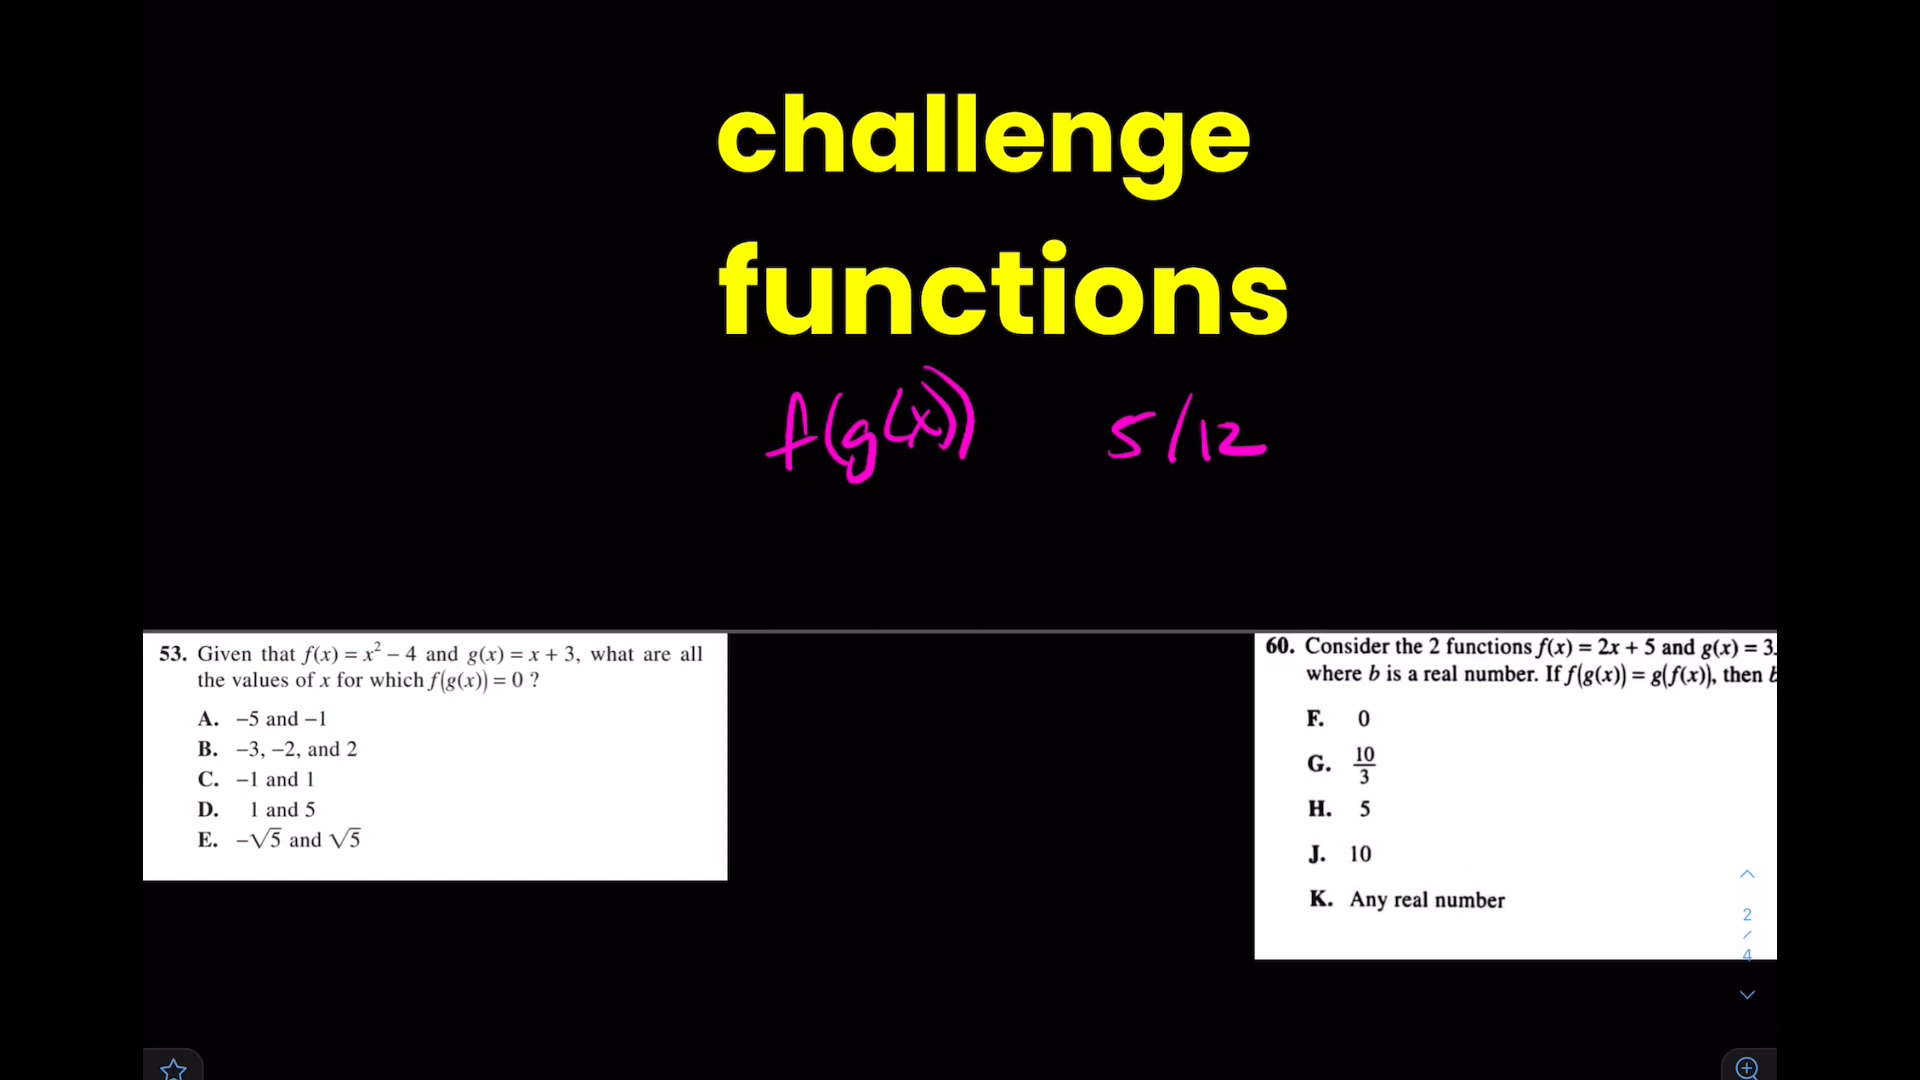 challenge
functions
f(g(x)) 5/12
53. Given that f(x) = x² – 4 and g(x) = x + 3, what are all
the values of x for which f(g(x)) = 0 ?
A. –5 and –1
B. –3, –2, and 2
C. –1 and 1
D. 1 and 5
E. –√5 and √5
60. Consider the 2 functions f(x) = 2x + 5 and g(x) = 3
where b is a real number. If f(g(x)) = g(f(x)), then
F. 0
G. 10/3
H. 5
J. 10
K. Any real number
2
/
4